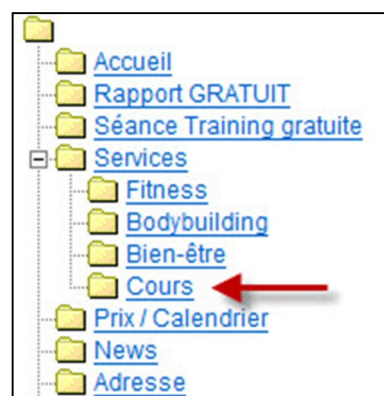 Accueil
Rapport GRATUIT
Séance Training gratuite
Services
Fitness
Bodybuilding
Bien-être
Cours
Prix / Calendrier
News
Adresse